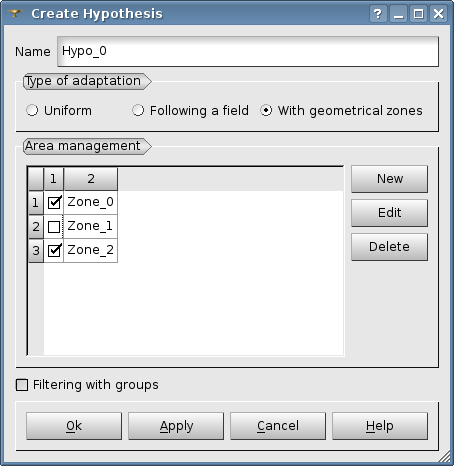 Create Hypothesis
Name Hypo_0
Type of adaptation
Uniform Following a field With geometrical zones
Area management
1 2
1 Zone_0
2 Zone_1
3 Zone_2
New
Edit
Delete
Filtering with groups
Ok Apply Cancel Help